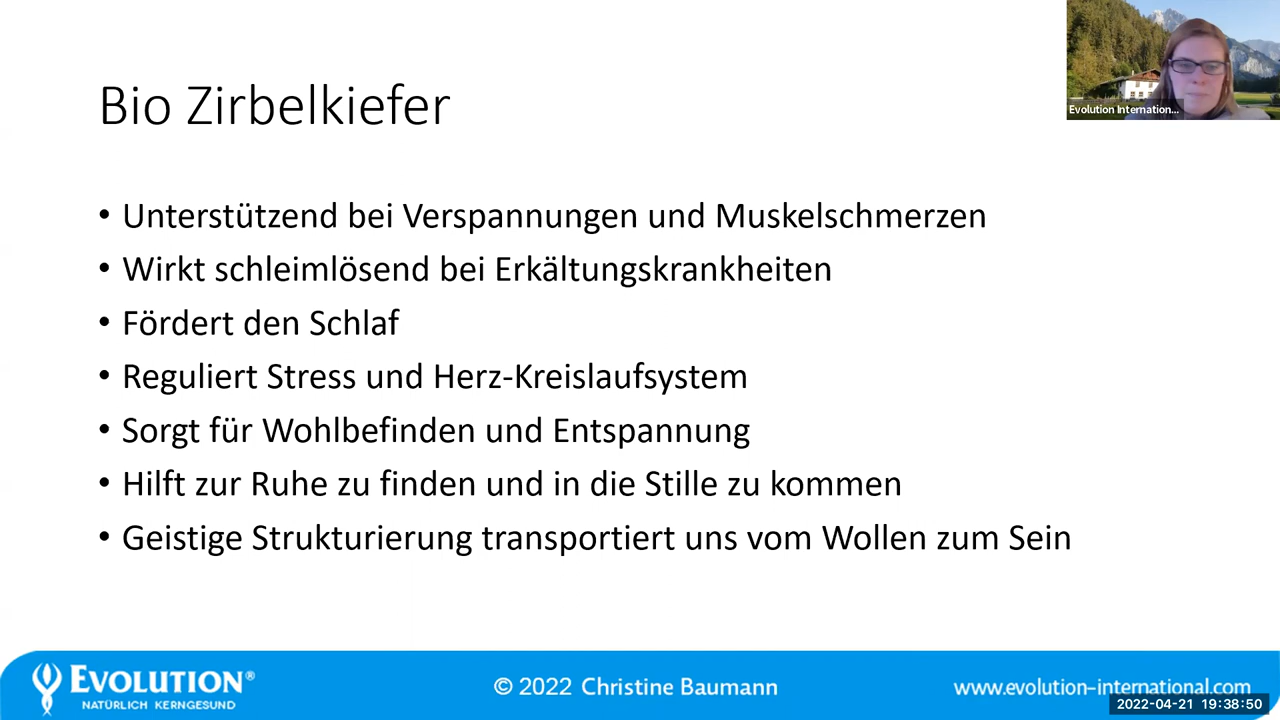 Bio Zirbelkiefer
Evolution Internation...
• Unterstützend bei Verspannungen und Muskelschmerzen
• Wirkt schleimlösend bei Erkältungskrankheiten
• Fördert den Schlaf
• Reguliert Stress und Herz-Kreislaufsystem
• Sorgt für Wohlbefinden und Entspannung
• Hilft zur Ruhe zu finden und in die Stille zu kommen
• Geistige Strukturierung transportiert uns vom Wollen zum Sein
EVOLUTION®
NATÜRLICH KERNGESUND
© 2022 Christine Baumann
www.evolution-international.com
2022-04-21 19:38:50